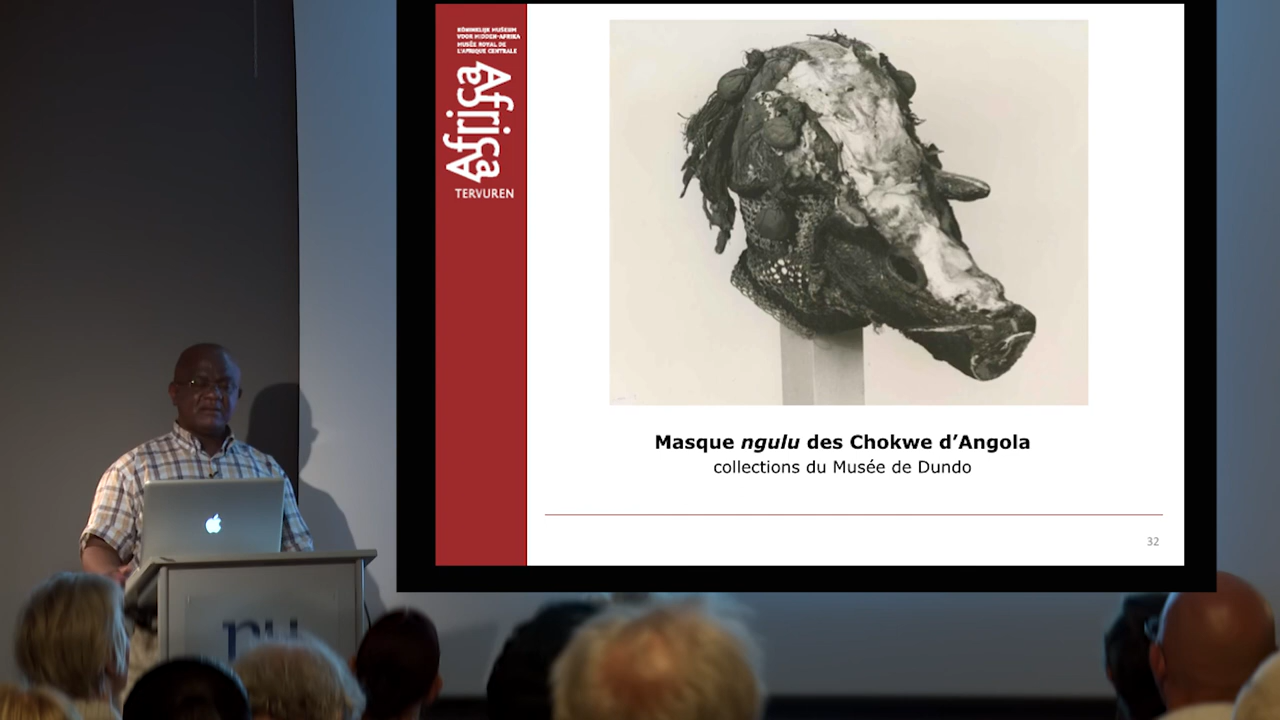 KONINKLIJK MUSEUM
VOOR MIDDEN-AFRIKA
MUSÉE ROYAL DE
L'AFRIQUE CENTRALE
Africa
TERVUREN
Masque ngulu des Chokwe d'Angola
collections du Musée de Dundo
32